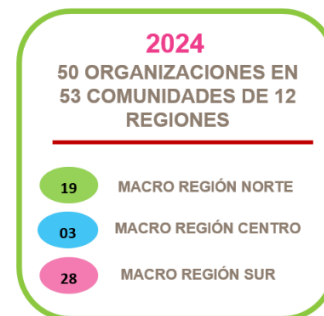 2024
50 ORGANIZACIONES EN
53 COMUNIDADES DE 12
REGIONES
19 MACRO REGIÓN NORTE
03 MACRO REGIÓN CENTRO
28 MACRO REGIÓN SUR